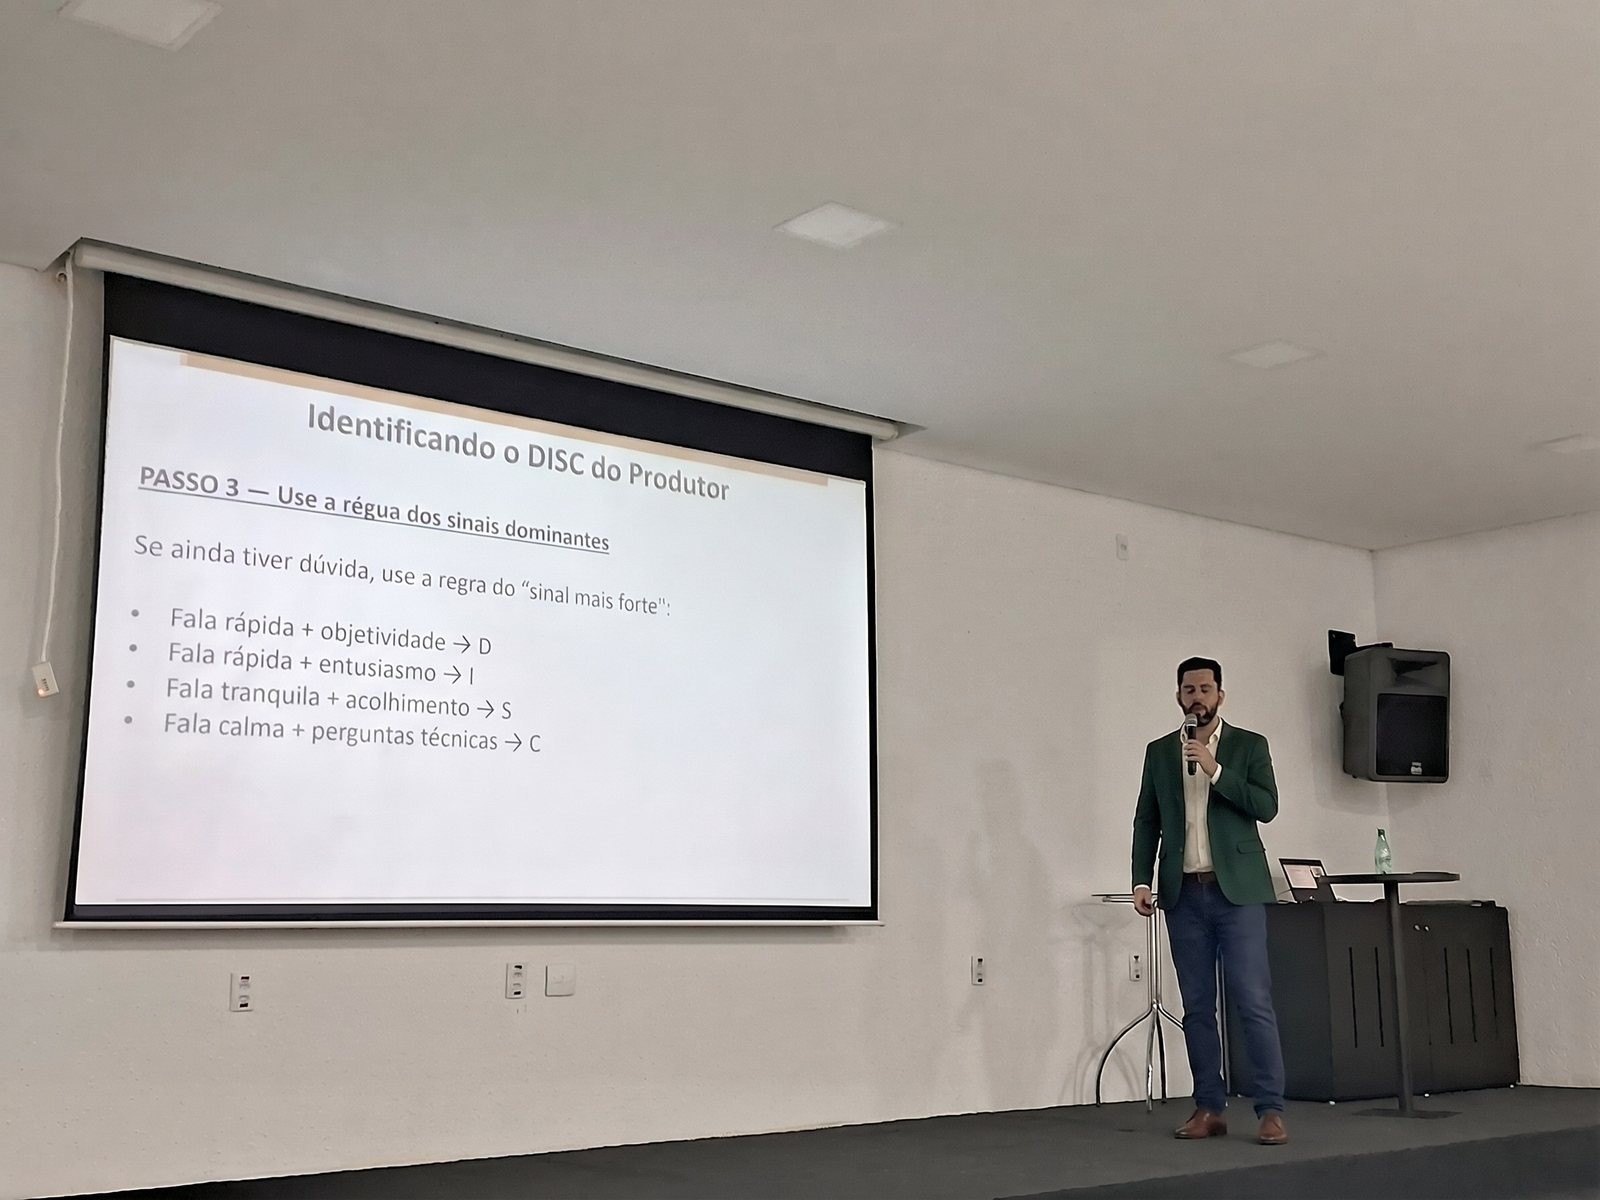 Identificando o DISC do Produtor
PASSO 3 — Use a régua dos sinais dominantes
Se ainda tiver dúvida, use a regra do “sinal mais forte":
• Fala rápida + objetividade → D
• Fala rápida + entusiasmo → I
• Fala tranquila + acolhimento → S
• Fala calma + perguntas técnicas → C